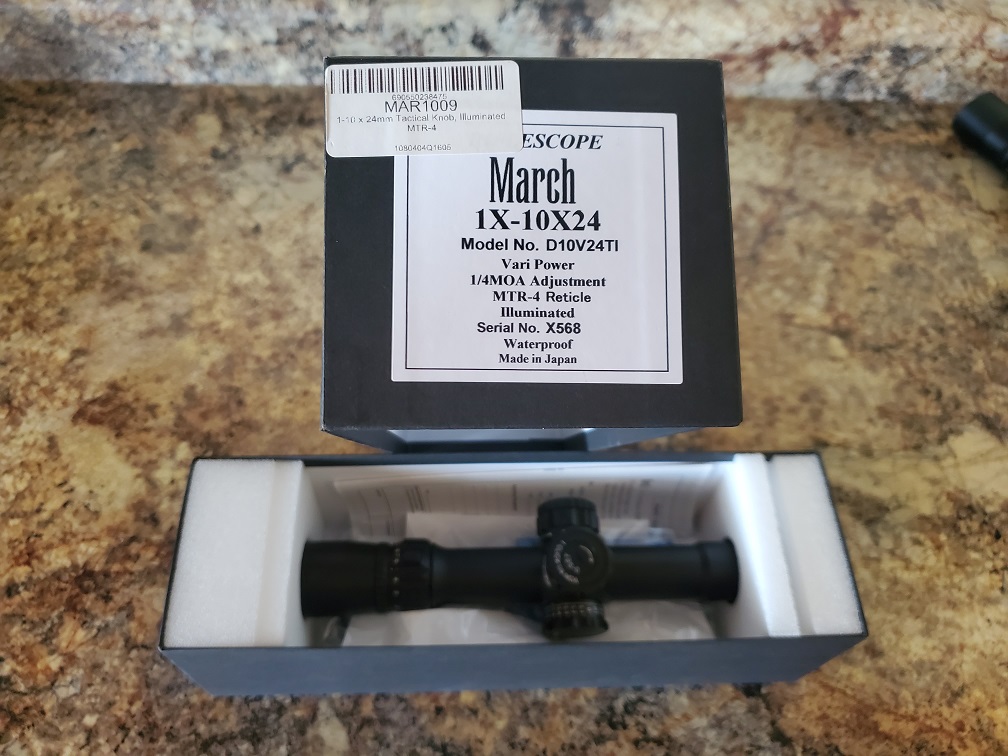 690550238475
MAR1009
1-10 x 24mm Tactical Knob, Illuminated
MTR-4
1080404Q1605
ESCOPE
March
1X-10X24
Model No. D10V24TI
Vari Power
1/4MOA Adjustment
MTR-4 Reticle
Illuminated
Serial No. X568
Waterproof
Made in Japan